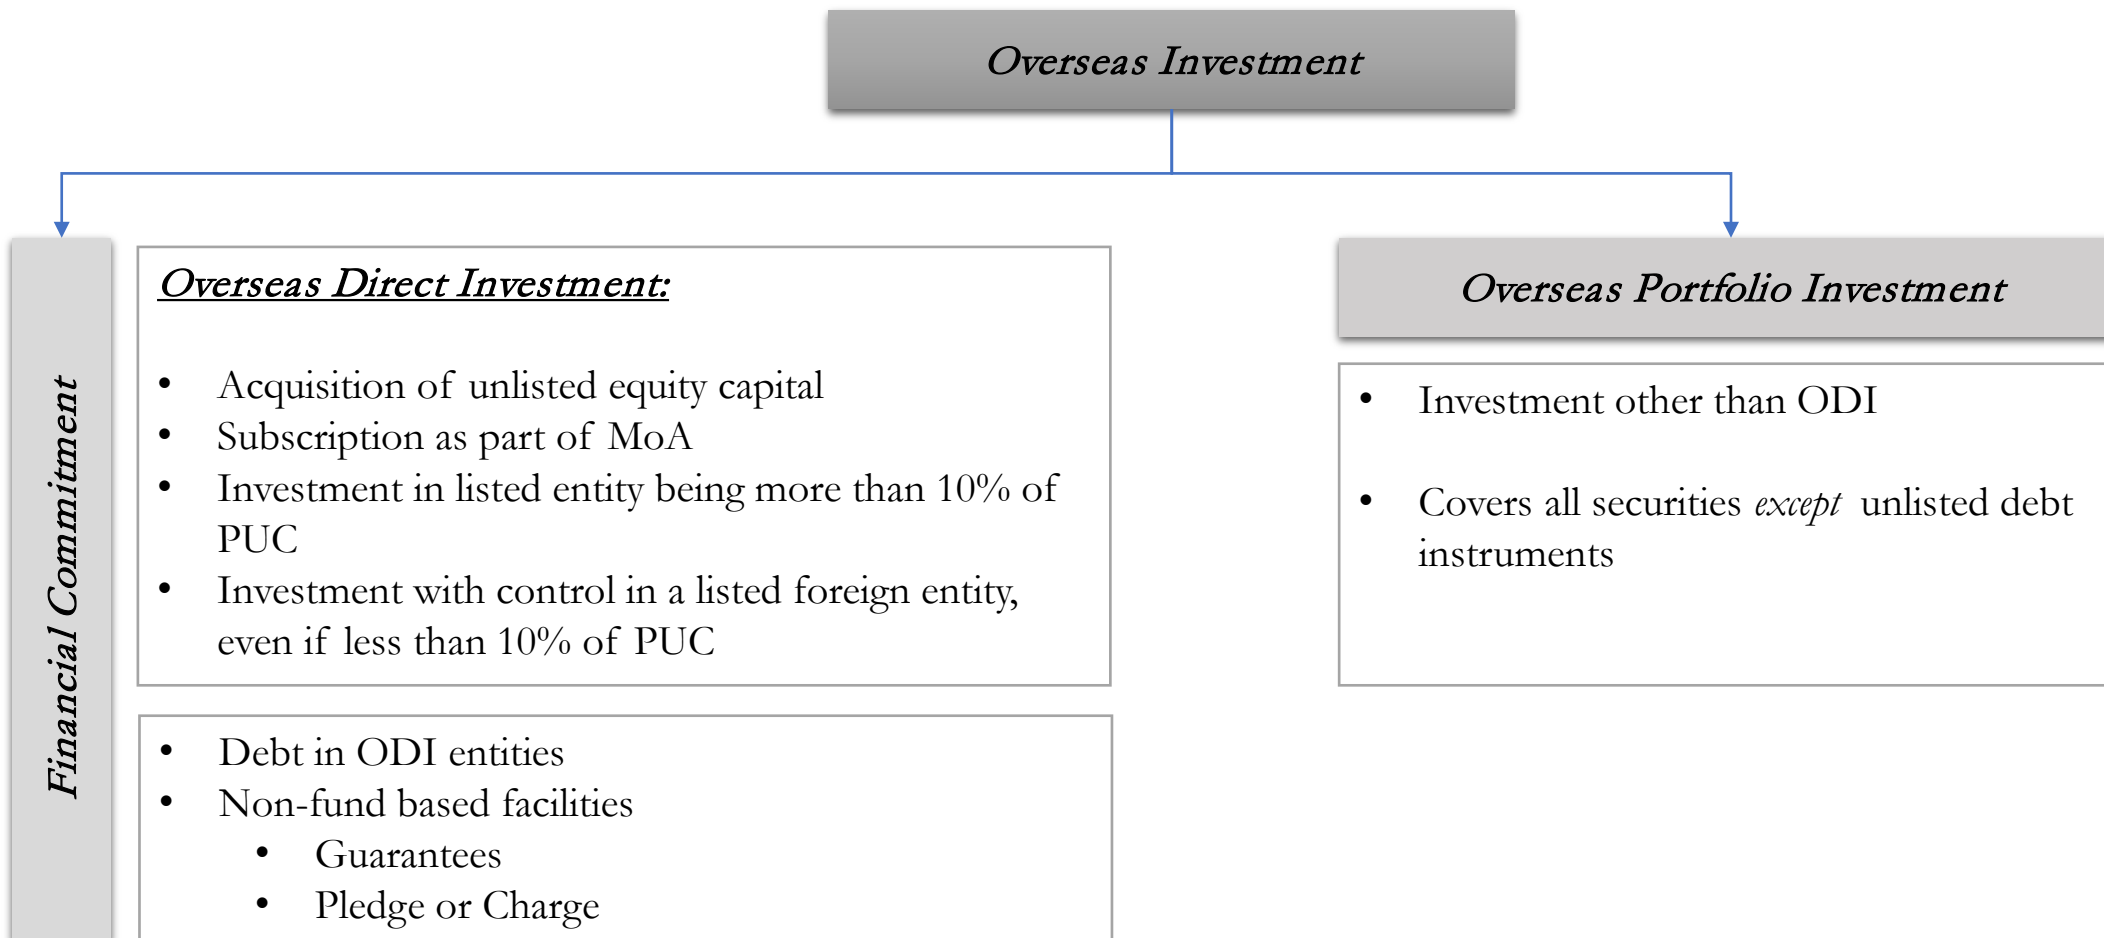 Overseas Investment
Financial Commitment
Overseas Direct Investment:
• Acquisition of unlisted equity capital
• Subscription as part of MoA
• Investment in listed entity being more than 10% of
PUC
• Investment with control in a listed foreign entity,
even if less than 10% of PUC
• Debt in ODI entities
• Non-fund based facilities
• Guarantees
• Pledge or Charge
Overseas Portfolio Investment
• Investment other than ODI
• Covers all securities except unlisted debt
instruments